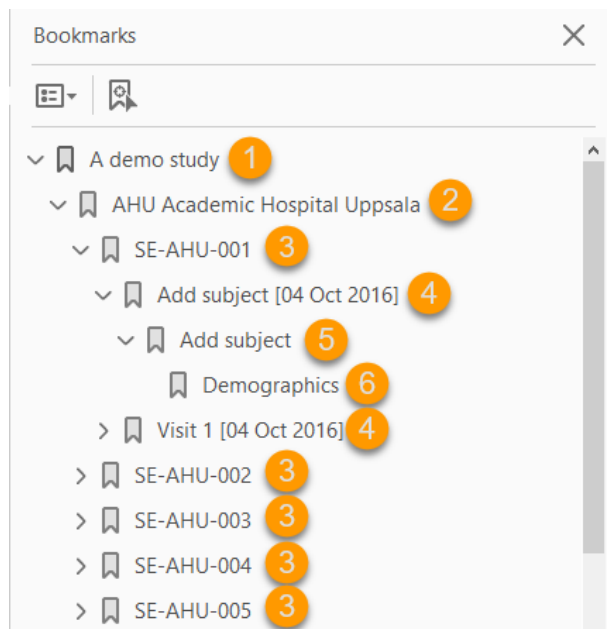 Bookmarks
A demo study 1
AHU Academic Hospital Uppsala 2
SE-AHU-001 3
Add subject [04 Oct 2016] 4
Add subject 5
Demographics 6
Visit 1 [04 Oct 2016] 4
SE-AHU-002 3
SE-AHU-003 3
SE-AHU-004 3
SE-AHU-005 3